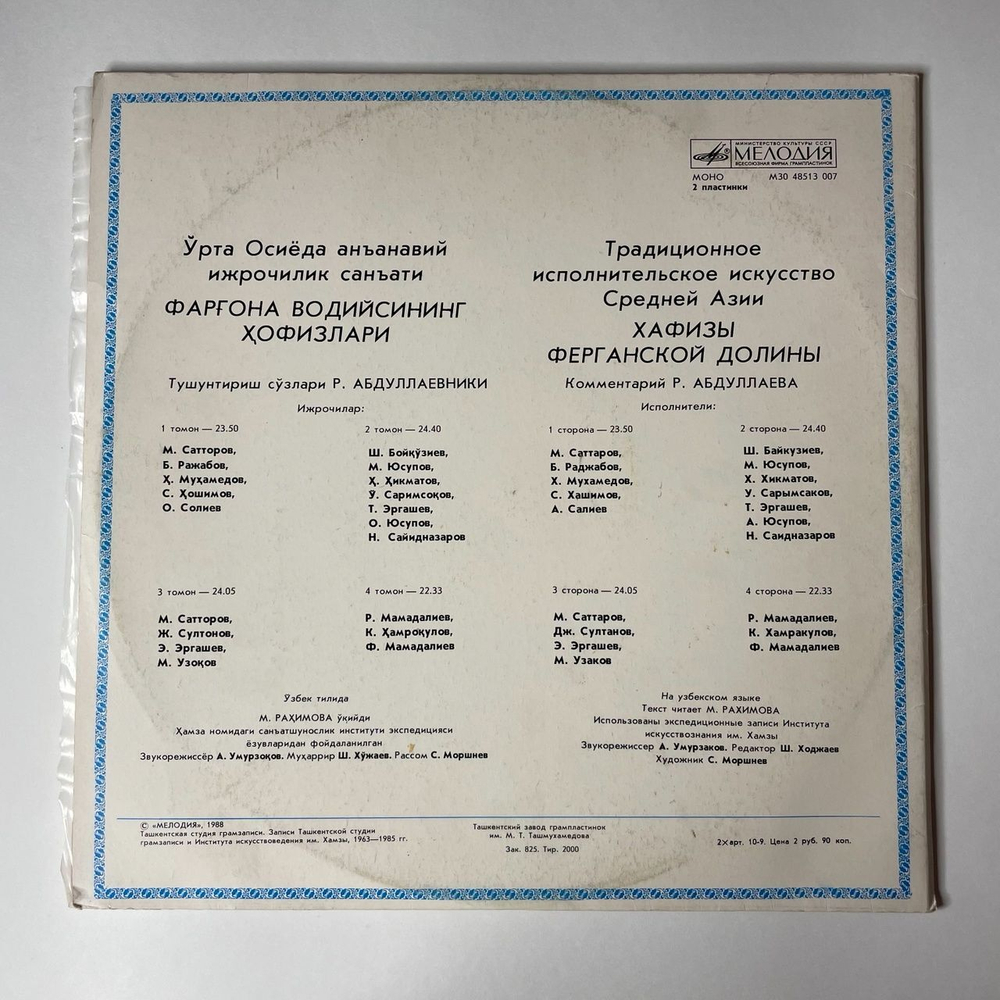 МИНИСТЕРСТВО КУЛЬТУРЫ СССР
МЕЛОДИЯ
ВСЕСОЮЗНАЯ ФИРМА ГРАМПЛАСТИНОК
МОНО М30 48513 007
2 пластинки
Ўрта Осиёда анъанавий
ижрочилик санъати
ФАРҒОНА ВОДИЙСИНИНГ
ҲОФИЗЛАРИ
Тушунтириш сўзлари Р. АБДУЛЛАЕВНИКИ
Ижрочилар:
1 томон — 23.50
М. Сатторов,
Б. Ражабов,
Ҳ. Муҳамедов,
С. Ҳошимов,
О. Солиев
2 томон — 24.40
Ш. Бойқўзиев,
М. Юсупов,
Ҳ. Ҳикматов,
Ў. Саримсоқов,
Т. Эргашев,
О. Юсупов,
Н. Сайидназаров
3 томон — 24.05
М. Сатторов,
Ж. Султонов,
Э. Эргашев,
М. Узоқов
4 томон — 22.33
Р. Мамадалиев,
К. Ҳамроқулов,
Ф. Мамадалиев
Ўзбек тилида
М. РАҲИМОВА ўқийди
Ҳамза номидаги санъатшунослик институти экспедицияси
ёзувларидан фойдаланилган
Звукорежиссёр А. Умурзоқов. Муҳаррир Ш. Хўжаев. Рассом С. Моршнев
Традиционное
исполнительское искусство
Средней Азии
ХАФИЗЫ
ФЕРГАНСКОЙ ДОЛИНЫ
Комментарий Р. АБДУЛЛАЕВА
Исполнители:
1 сторона — 23.50
М. Саттаров,
Б. Раджабов,
Х. Мухамедов,
С. Хашимов,
А. Салиев
2 сторона — 24.40
Ш. Байкузиев,
М. Юсупов,
Х. Хикматов,
У. Сарымсаков,
Т. Эргашев,
А. Юсупов,
Н. Саидназаров
3 сторона — 24.05
М. Саттаров,
Дж. Султанов,
Э. Эргашев,
М. Узаков
4 сторона — 22.33
Р. Мамадалиев,
К. Хамракулов,
Ф. Мамадалиев
На узбекском языке
Текст читает М. РАХИМОВА
Использованы экспедиционные записи Института
искусствознания им. Хамзы
Звукорежиссер А. Умурзаков. Редактор Ш. Ходжаев
Художник С. Моршнев
© «МЕЛОДИЯ», 1988
Ташкентская студия грамзаписи. Записи Ташкентской студии
грамзаписи и Института искусствоведения им. Хамзы, 1963—1985 гг.
Ташкентский завод грампластинок
им. М. Т. Ташмухамедова
Зак. 825. Тир. 2000
2×арт. 10-9. Цена 2 руб. 90 коп.